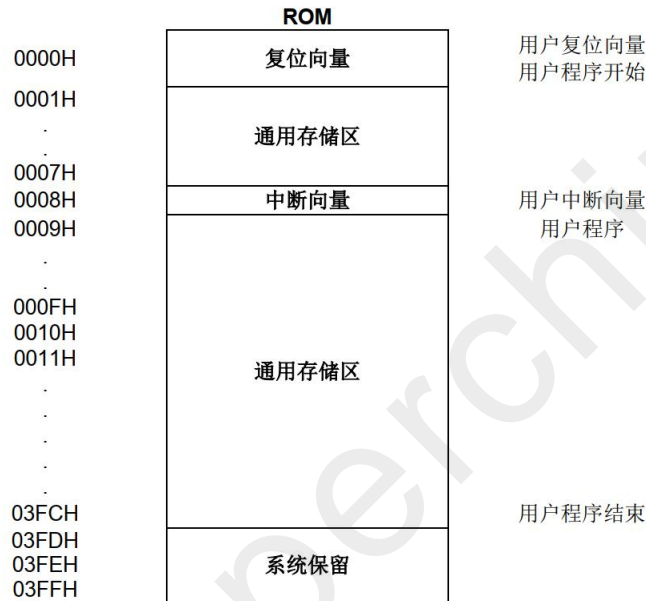 ROM
0000H 复位向量 用户复位向量
用户程序开始
0001H
.
通用存储区
.
0007H
0008H 中断向量 用户中断向量
0009H 用户程序
.
.
000FH
0010H
0011H
通用存储区
.
.
.
.
.
03FCH 用户程序结束
03FDH
03FEH 系统保留
03FFH